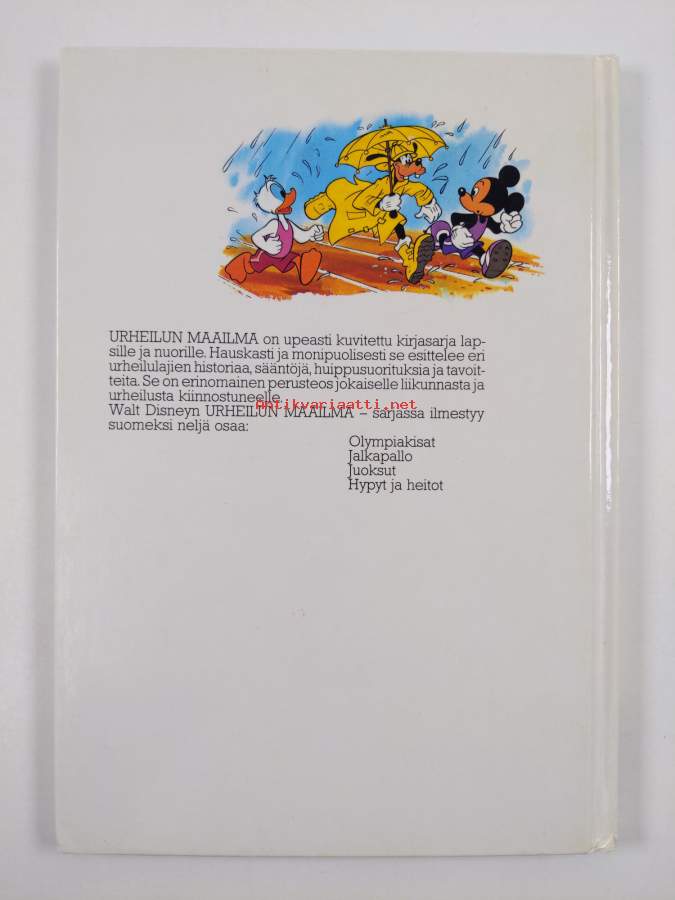 URHEILUN MAAILMA on upeasti kuvitettu kirjasarja lap-
sille ja nuorille. Hauskasti ja monipuolisesti se esittelee eri
urheilulajien historiaa, sääntöjä, huippusuorituksia ja tavoit-
teita. Se on erinomainen perusteos jokaiselle liikunnasta ja
urheilusta kiinnostuneelle.
antikvariaatti.net
Walt Disneyn URHEILUN MAAILMA – sarjassa ilmestyy
suomeksi neljä osaa:
Olympiakisat
Jalkapallo
Juoksut
Hypyt ja heitot